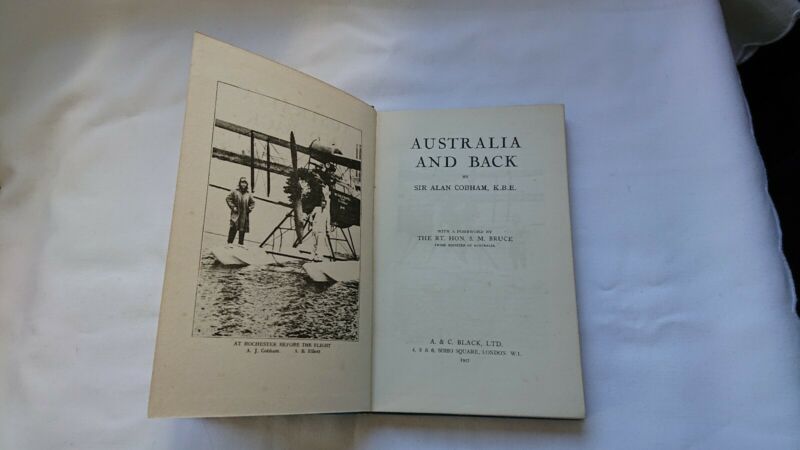 AT ROCHESTER BEFORE THE FLIGHT
A. J. Cobham. A. B. Elliott
AUSTRALIA
AND BACK
BY
SIR ALAN COBHAM, K.B.E.
WITH A FOREWORD BY
THE RT. HON. S. M. BRUCE
PRIME MINISTER OF AUSTRALIA
A. & C. BLACK, LTD.
4, 5 & 6, SOHO SQUARE, LONDON, W.1.